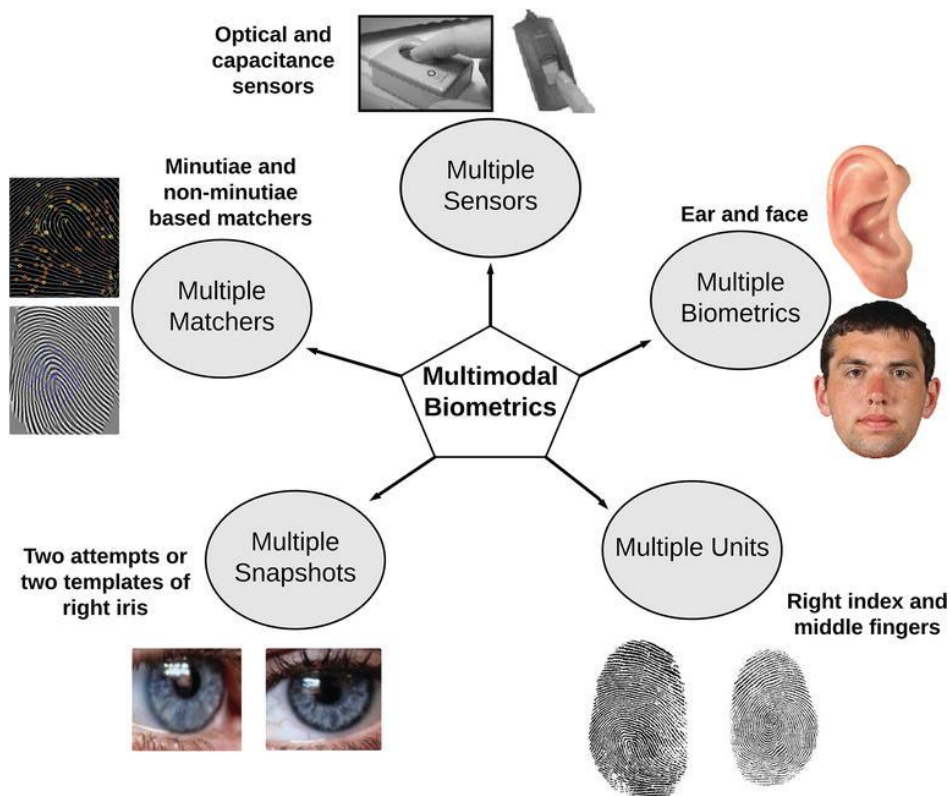 Optical and
capacitance
sensors
Multiple
Sensors
Minutiae and
non-minutiae
based matchers
Multiple
Matchers
Ear and face
Multiple
Biometrics
Multimodal
Biometrics
Two attempts or
two templates of
right iris
Multiple
Snapshots
Multiple Units
Right index and
middle fingers